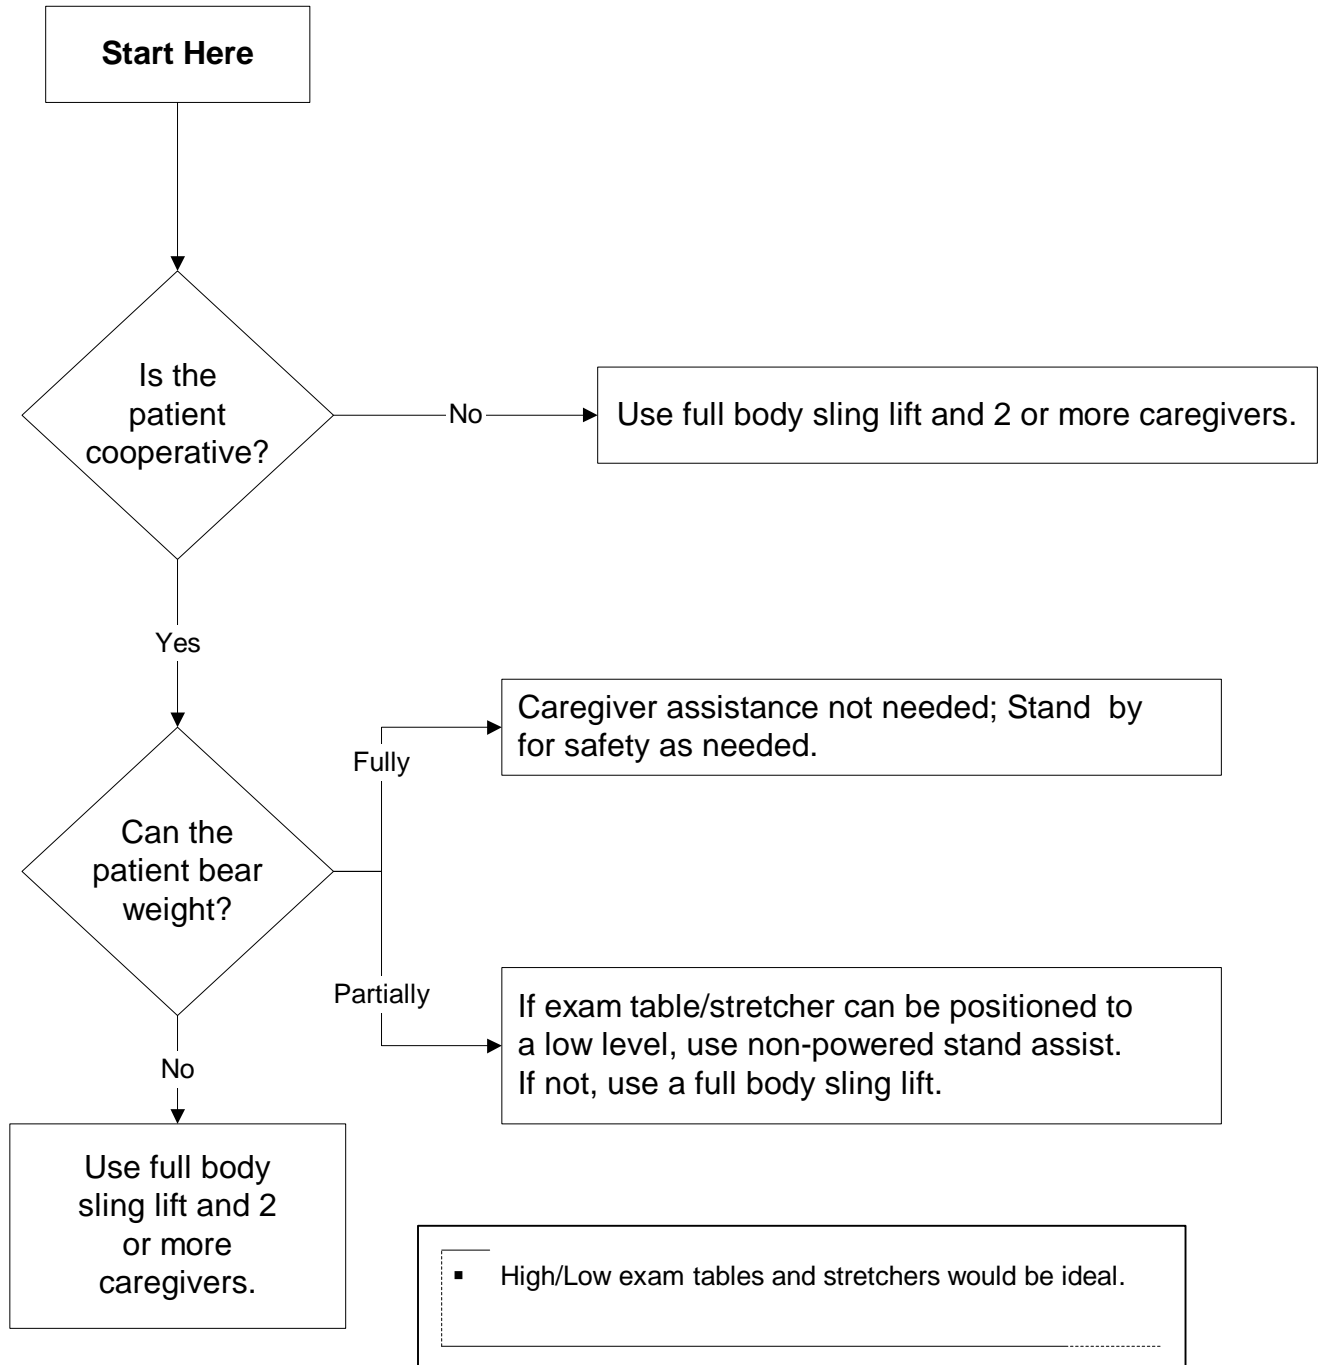 Start Here
Is the
patient
cooperative?
No
Use full body sling lift and 2 or more caregivers.
Yes
Caregiver assistance not needed; Stand  by
for safety as needed.
Fully
Can the
patient bear
weight?
Partially
If exam table/stretcher can be positioned to
a low level, use non-powered stand assist.
If not, use a full body sling lift.
No
Use full body
sling lift and 2
or more
caregivers.
▪ High/Low exam tables and stretchers would be ideal.